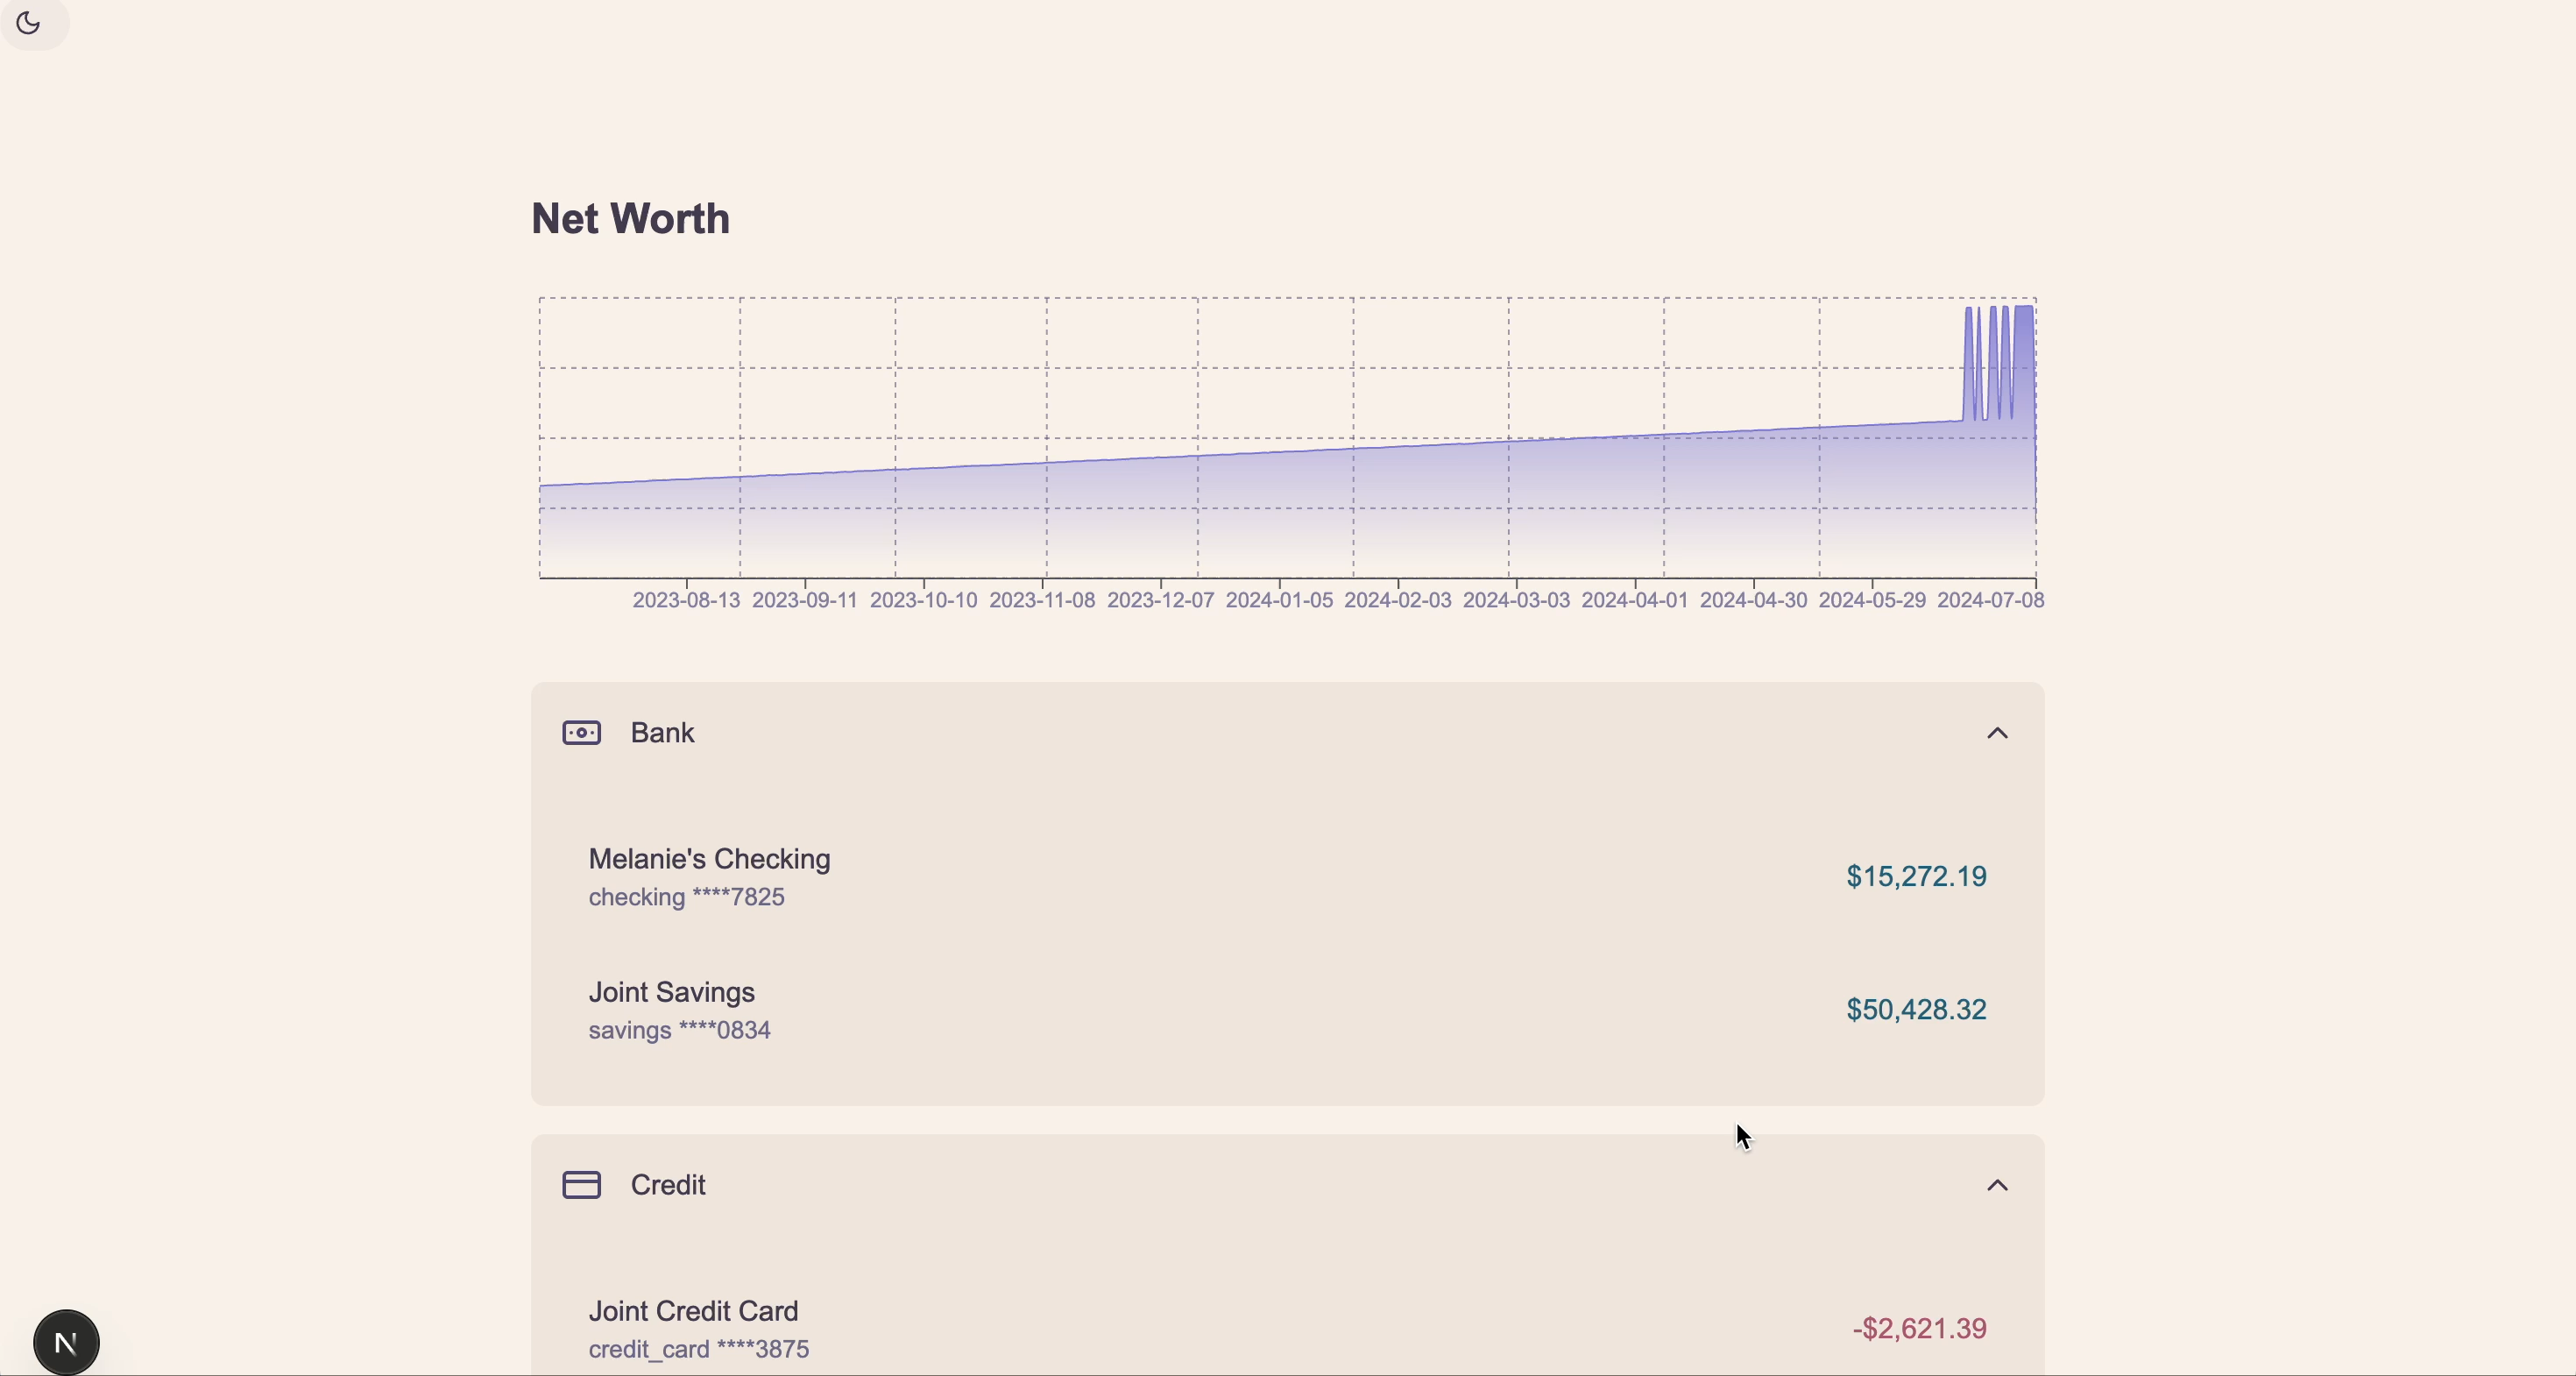 Net Worth
2023-08-13 2023-09-11 2023-10-10 2023-11-08 2023-12-07 2024-01-05 2024-02-03 2024-03-03 2024-04-01 2024-04-30 2024-05-29 2024-07-08
Bank
Melanie's Checking
checking ****7825
$15,272.19
Joint Savings
savings ****0834
$50,428.32
Credit
Joint Credit Card
credit_card ****3875
-$2,621.39
N